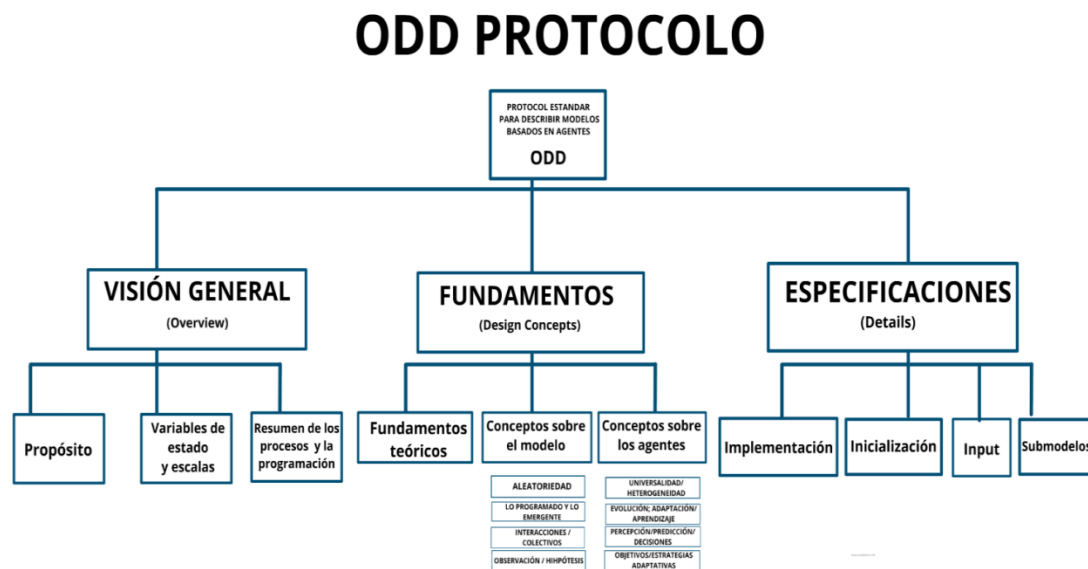 ODD PROTOCOLO
PROTOCOL ESTANDAR
PARA DESCRIBIR MODELOS
BASADOS EN AGENTES
ODD
VISIÓN GENERAL
(Overview)
FUNDAMENTOS
(Design Concepts)
ESPECIFICACIONES
(Details)
Propósito
Variables de
estado
y escalas
Resumen de los
procesos y la
programación
Fundamentos
teóricos
Conceptos sobre
el modelo
Conceptos sobre
los agentes
Implementación
Inicialización
Input
Submodelos
ALEATORIEDAD
LO PROGRAMADO Y LO
EMERGENTE
INTERACCIONES /
COLECTIVOS
OBSERVACIÓN / HIHPÓTESIS
UNIVERSALIDAD/
HETEROGENEIDAD
EVOLUCIÓN; ADAPTACIÓN/
APRENDIZAJE
PERCEPCIÓN/PREDICCIÓN/
DECISIONES
OBJETIVOS/ESTRATEGIAS
ADAPTATIVAS